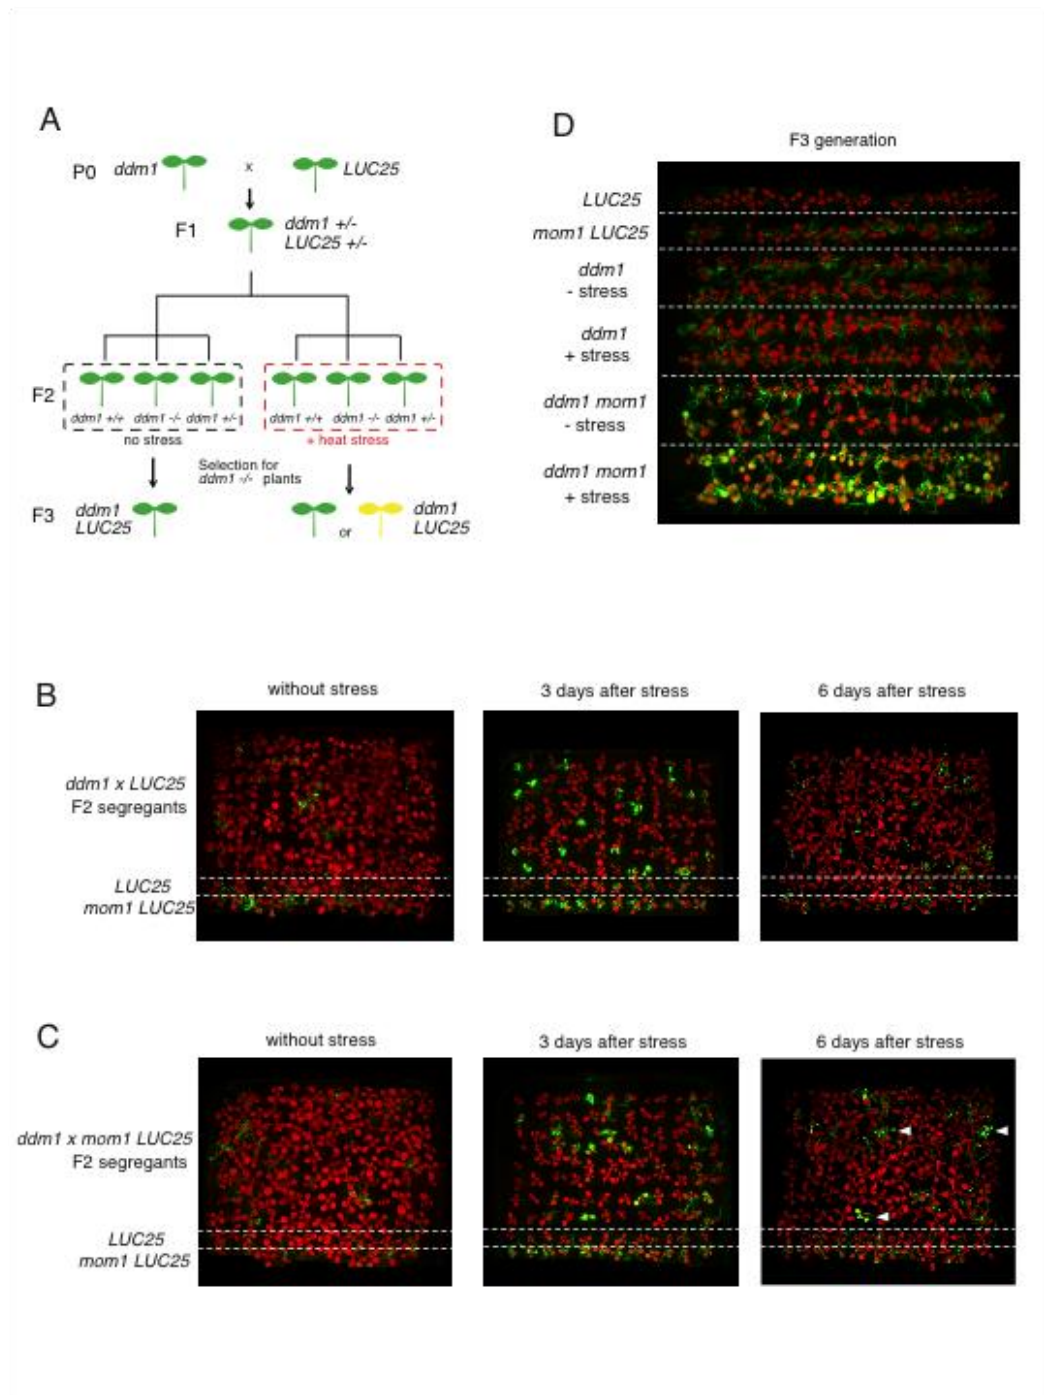 A
P0 ddm1 x LUC25
F1 ddm1 +/-
LUC25 +/-
F2
ddm1 +/+ ddm1 -/- ddm1 +/-
no stress
ddm1 +/+ ddm1 -/- ddm1 +/-
+ heat stress
Selection for
ddm1 -/- plants
F3 ddm1
LUC25
or
ddm1
LUC25
D
F3 generation
LUC25
mom1 LUC25
ddm1
- stress
ddm1
+ stress
ddm1 mom1
- stress
ddm1 mom1
+ stress
B
without stress 3 days after stress 6 days after stress
ddm1 x LUC25
F2 segregants
LUC25
mom1 LUC25
C
without stress 3 days after stress 6 days after stress
ddm1 x mom1 LUC25
F2 segregants
LUC25
mom1 LUC25